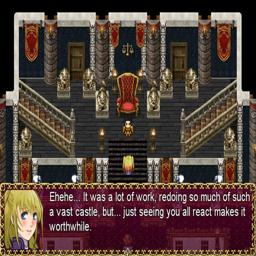 Ehehe... It was a lot of work, redoing so much of such
a vast castle, but... just seeing you all react makes it
worthwhile.